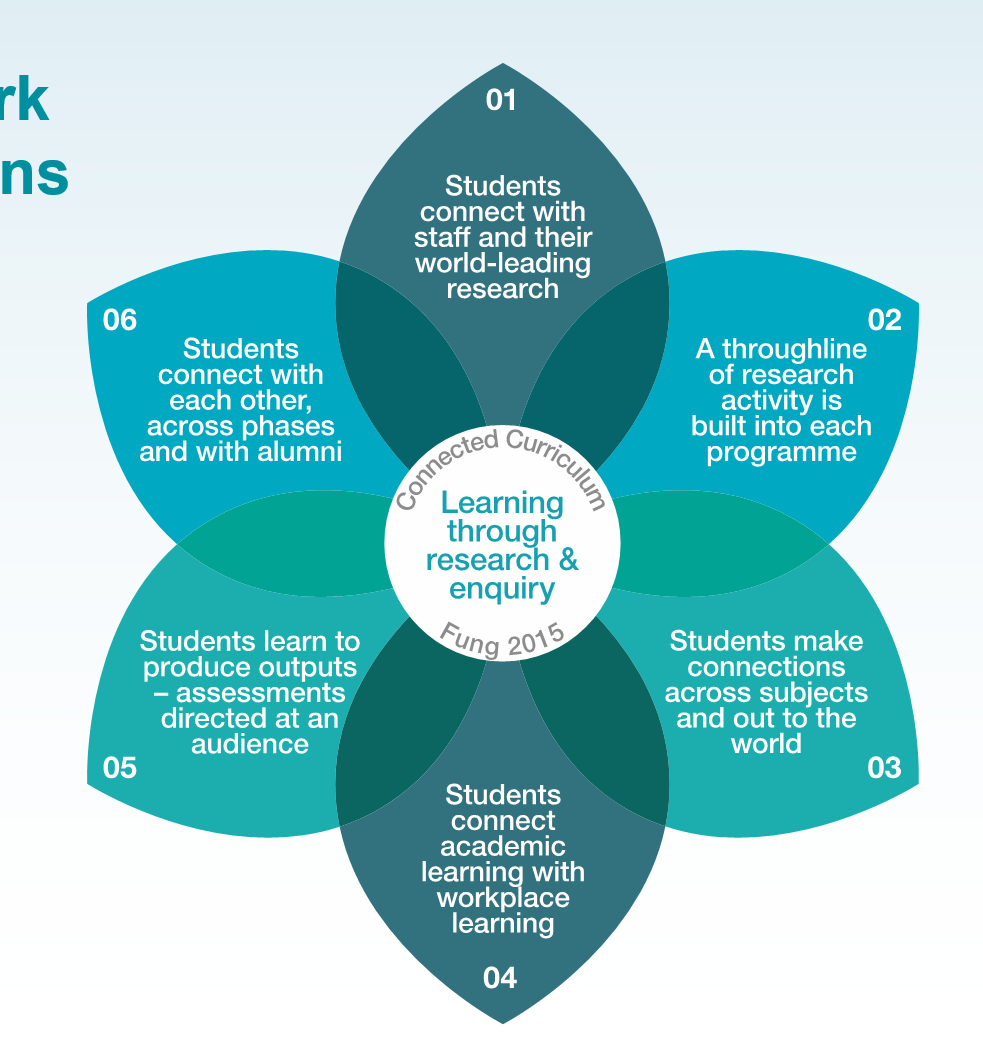 rk
ns
01
Students
connect with
staff and their
world-leading
research
02
A throughline
of research
activity is
built into each
programme
Students make
connections
across subjects
and out to the
world
03
Students
connect
academic
learning with
workplace
learning
04
Students learn to
produce outputs
– assessments
directed at an
audience
05
06
Students
connect with
each other,
across phases
and with alumni
Connected Curriculum
Learning
through
research &
enquiry
Fung 2015